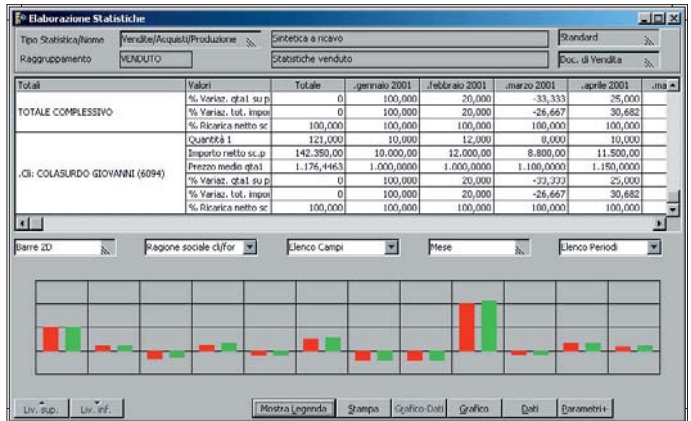 Elaborazione Statistiche
Tipo Statistica/Nome Vendite/Acquisti/Produzione Sintetica a ricavo Standard
Raggruppamento VENDUTO Statistiche venduto Doc. di Vendita
Totali Valori Totale .gennaio 2001 .febbraio 2001 .marzo 2001 .aprile 2001 .ma
% Variaz. qta1 su p 0 100,000 20,000 -33,333 25,000
TOTALE COMPLESSIVO % Variaz. tot. impor 0 100,000 20,000 -26,667 30,682
% Ricarica netto sc 100,000 100,000 100,000 100,000 100,000
Quantità 1 121,000 10,000 12,000 8,000 10,000
Importo netto sc.p 142.350,00 10.000,00 12.000,00 8.800,00 11.500,00
.Cli: COLASURDO GIOVANNI (6094) Prezzo medio qta1 1.176,4463 1.000,0000 1.000,0000 1.100,0000 1.150,0000
% Variaz. qta1 su p 0 100,000 20,000 -33,333 25,000
% Variaz. tot. impor 0 100,000 20,000 -26,667 30,682
% Ricarica netto sc 100,000 100,000 100,000 100,000 100,000
Barre 2D Ragione sociale cl/for Elenco Campi Mese Elenco Periodi
Liv. sup. Liv. inf. Mostra Legenda Stampa Grafico-Dati Grafico Dati Parametri+